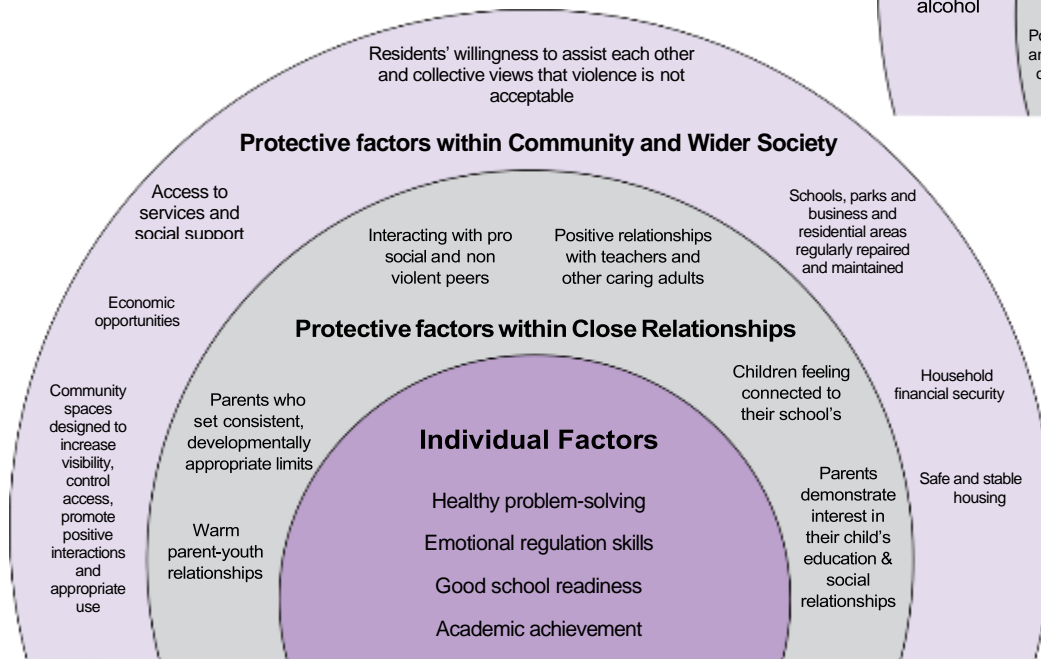 alcohol
Residents’ willingness to assist each other
and collective views that violence is not
acceptable
Protective factors within Community and Wider Society
Access to
services and
social support
Schools, parks and
business and
residential areas
regularly repaired
and maintained
Interacting with pro
social and non
violent peers
Positive relationships
with teachers and
other caring adults
Economic
opportunities
Protective factors within Close Relationships
Community
spaces
designed to
increase
visibility,
control
access,
promote
positive
interactions
and
appropriate
use
Parents who
set consistent,
developmentally
appropriate limits
Children feeling
connected to
their school’s
Household
financial security
Individual Factors
Healthy problem-solving
Emotional regulation skills
Good school readiness
Academic achievement
Warm
parent-youth
relationships
Parents
demonstrate
interest in
their child’s
education &
social
relationships
Safe and stable
housing